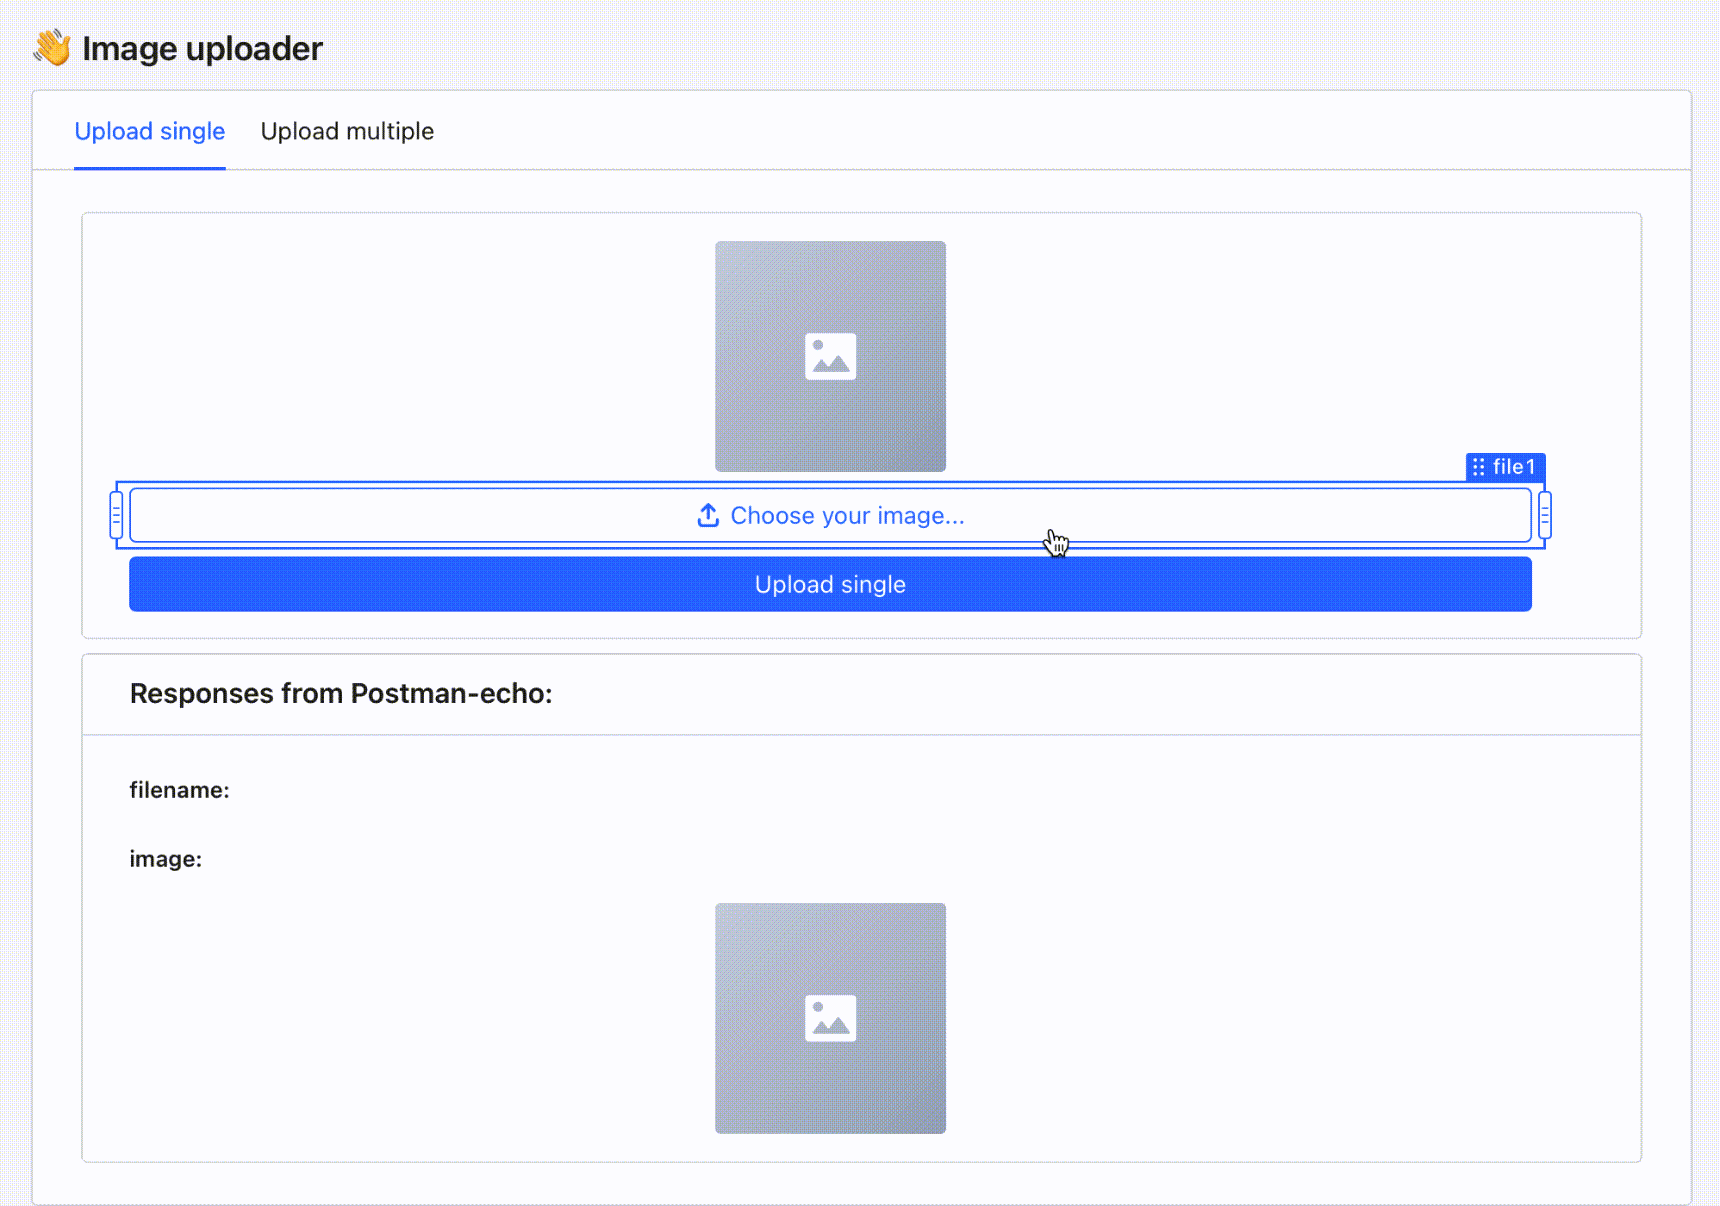 👋 Image uploader
Upload single Upload multiple
file1
Choose your image...
Upload single
Responses from Postman-echo:
filename:
image: